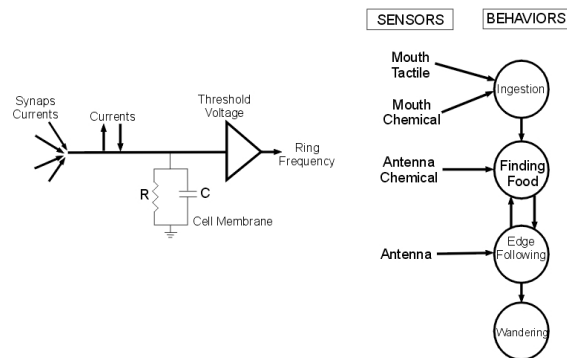 Synaps
Currents
Currents
Threshold
Voltage
Ring
Frequency
R
C
Cell Membrane
SENSORS
BEHAVIORS
Mouth
Tactile
Mouth
Chemical
Ingestion
Antenna
Chemical
Finding
Food
Antenna
Edge
Following
Wandering